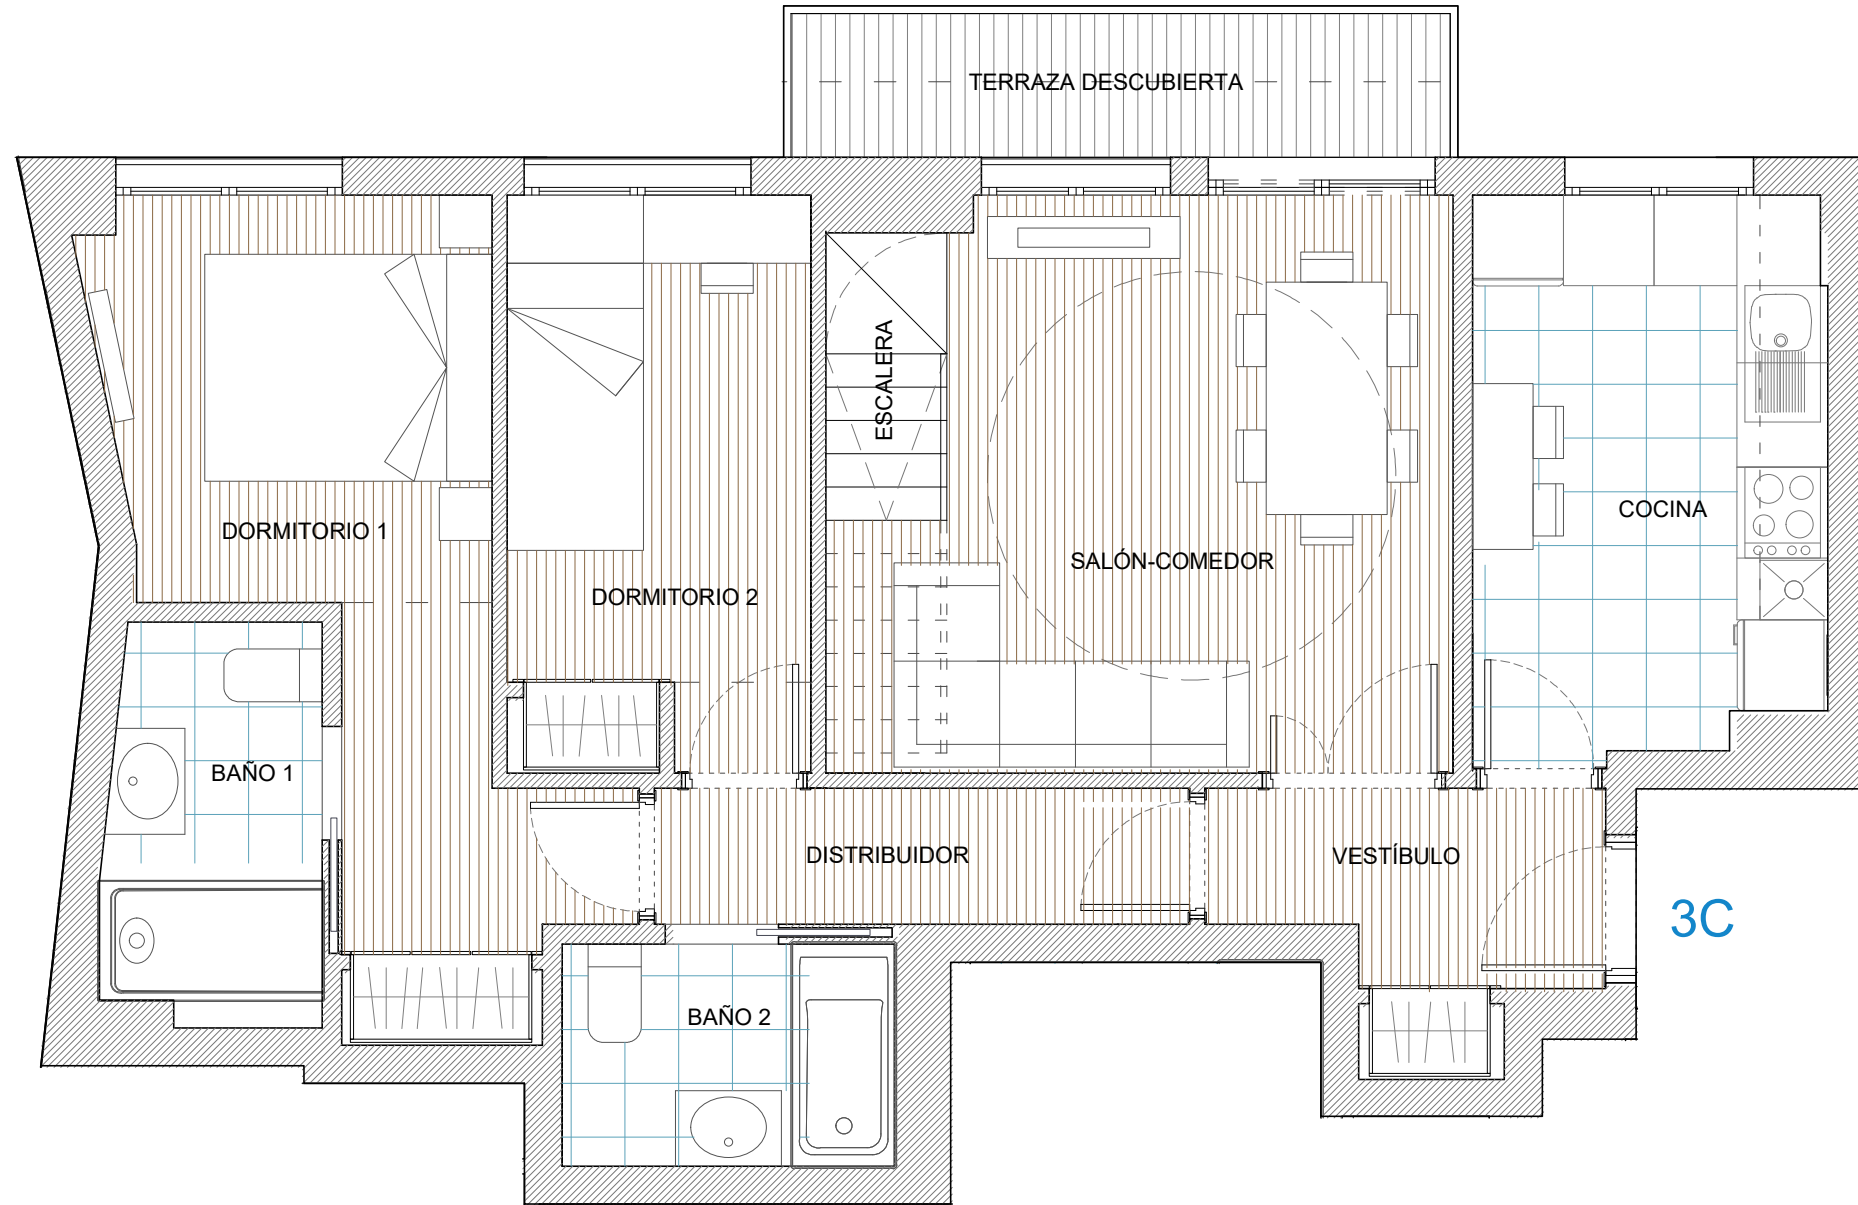 TERRAZA DESCUBIERTA
ESCALERA
DORMITORIO 1
DORMITORIO 2
SALÓN-COMEDOR
COCINA
BAÑO 1
DISTRIBUIDOR
VESTÍBULO
3C
BAÑO 2